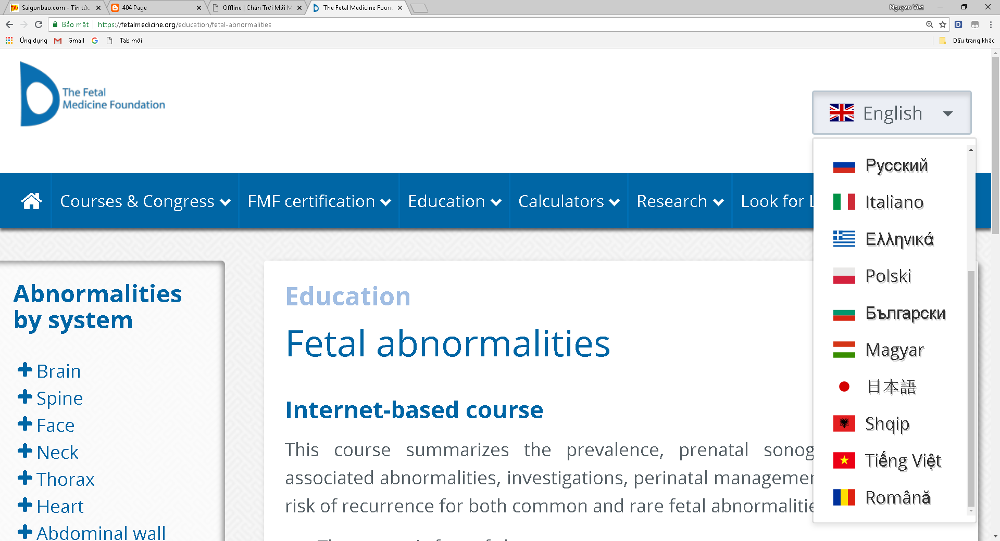 Saigonbao.com - Tin tức
404 Page
Offline | Chân Trời Mới M
The Fetal Medicine Foun
Nguyen Viet
Bảo mật
https://fetalmedicine.org/education/fetal-abnormalities
Ứng dụng
Gmail
Tab mới
Dấu trang khác
The Fetal
Medicine Foundation
English
Русский
Italiano
Ελληνικά
Polski
Български
Magyar
日本語
Shqip
Tiếng Việt
Română
Courses & Congress
FMF certification
Education
Calculators
Research
Look for L
Abnormalities
by system
Brain
Spine
Face
Neck
Thorax
Heart
Abdominal wall
Education
Fetal abnormalities
Internet-based course
This course summarizes the prevalence, prenatal sonog
associated abnormalities, investigations, perinatal managemen
risk of recurrence for both common and rare fetal abnormalitie